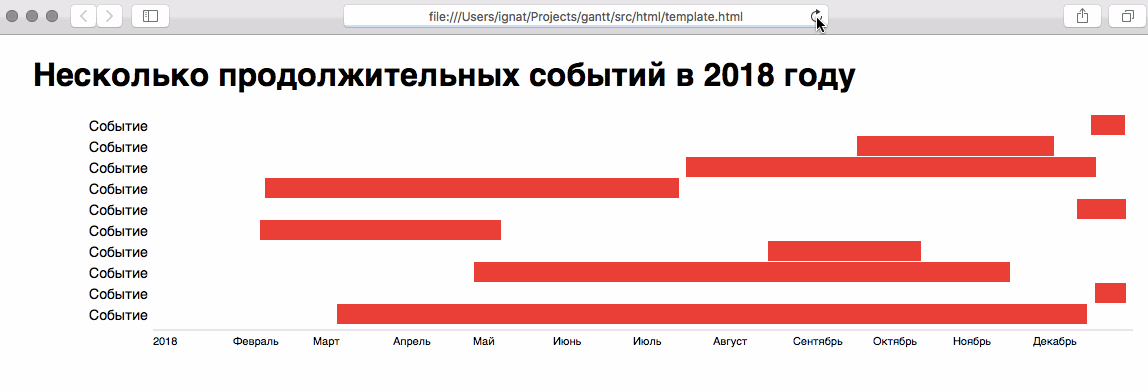 file:///Users/ignat/Projects/gantt/src/html/template.html
Несколько продолжительных событий в 2018 году
Событие
Событие
Событие
Событие
Событие
Событие
Событие
Событие
Событие
Событие
2018 Февраль Март Апрель Май Июнь Июль Август Сентябрь Октябрь Ноябрь Декабрь